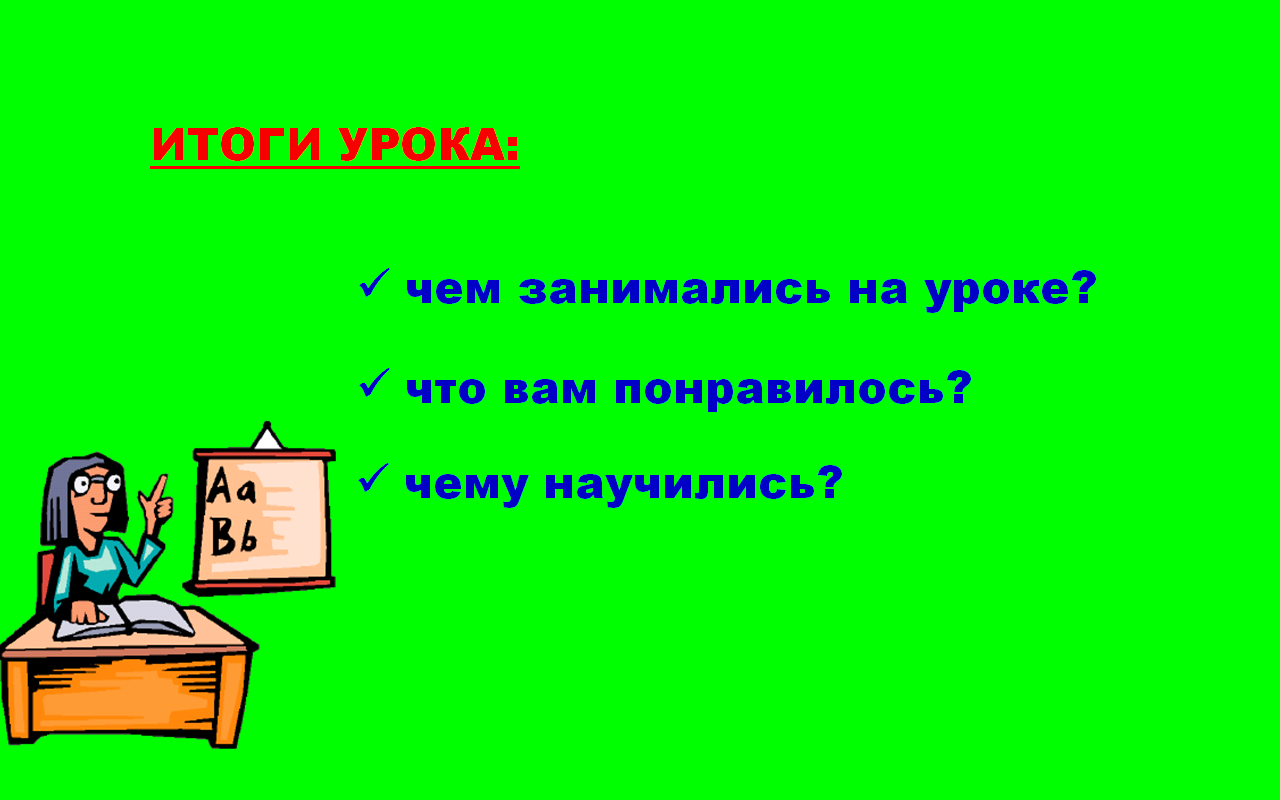 ИТОГИ УРОКА:
✓ чем занимались на уроке?
✓ что вам понравилось?
✓ чему научились?
Aa
Bb